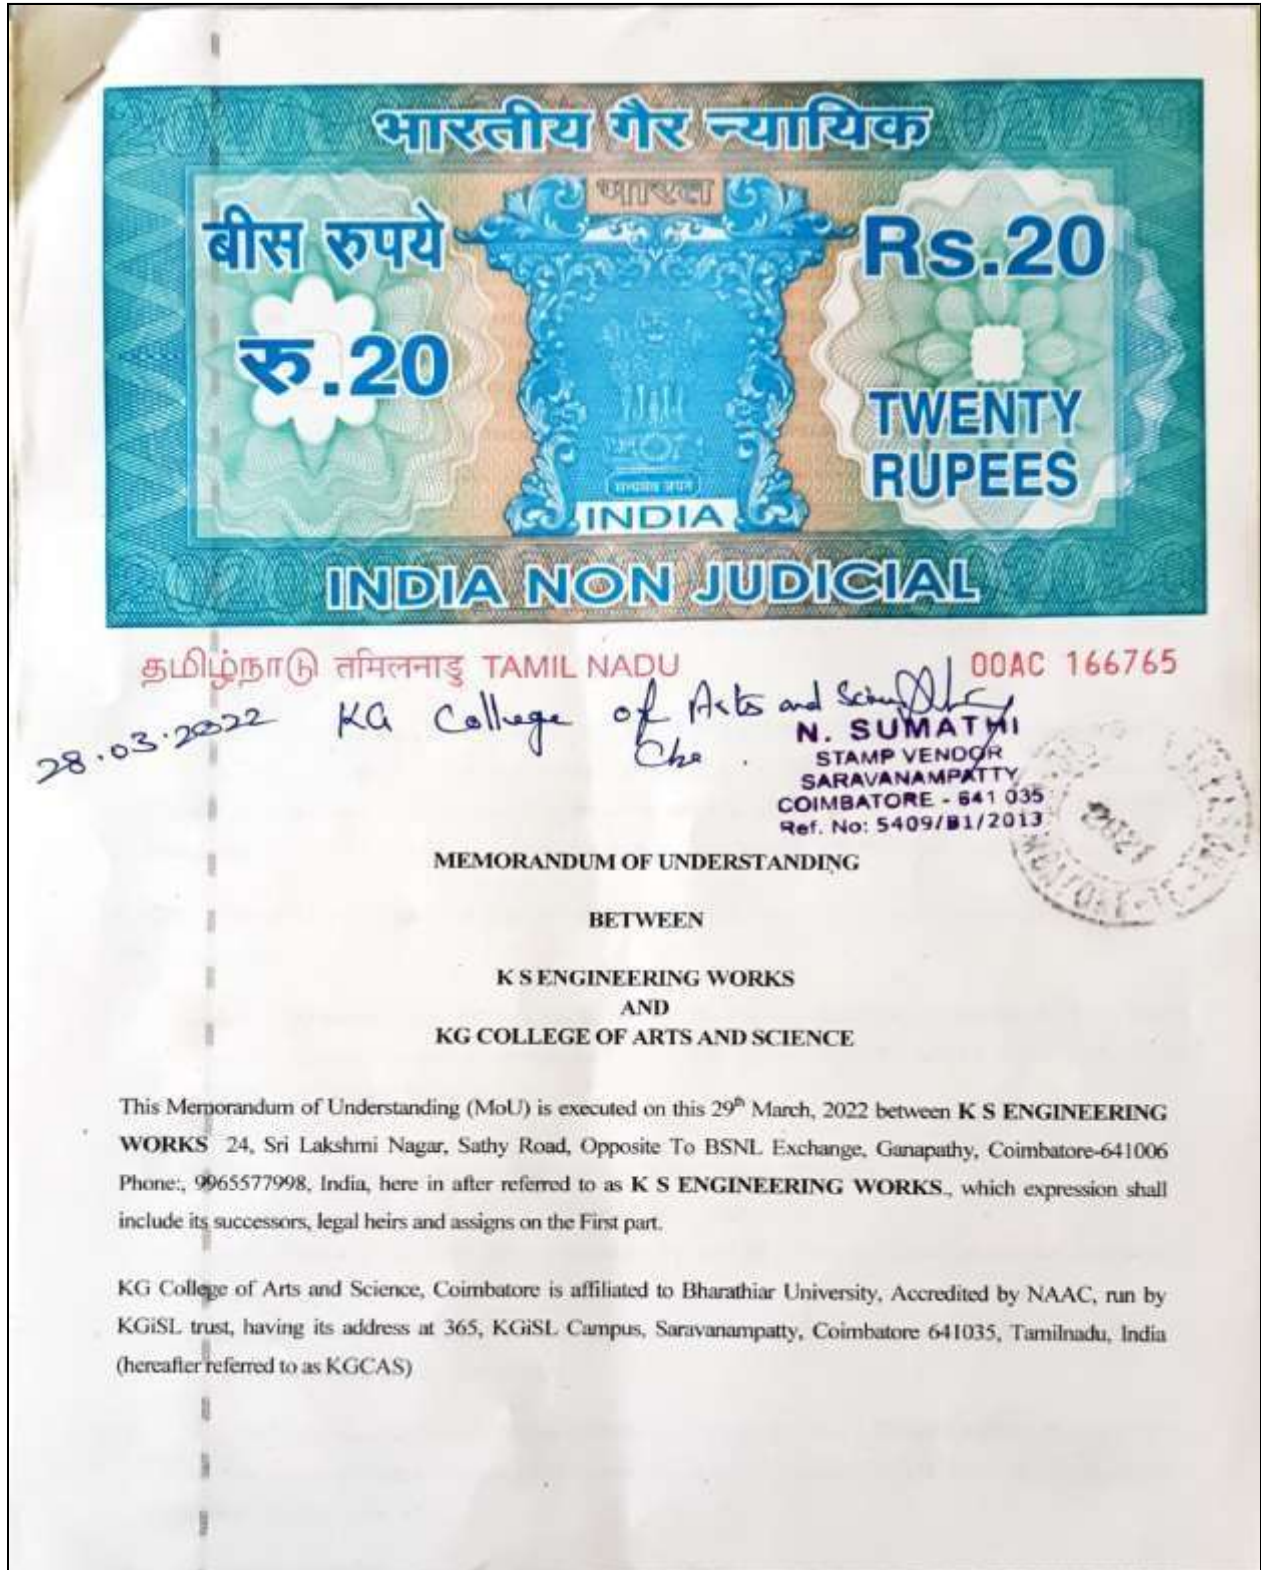 भारतीय गैर न्यायिक
भारत
बीस रुपये
Rs.20
रु.20
TWENTY
RUPEES
सत्यमेव जयते
INDIA
INDIA NON JUDICIAL
தமிழ்நாடு तमिलनाडु TAMIL NADU
00AC 166765
28.03.2022 KG College of Arts and
Cbe.
N. SUMATHI
STAMP VENDOR
SARAVANAMPATTY
COIMBATORE - 641 035
Ref. No: 5409/B1/2013
2021
MEMORANDUM OF UNDERSTANDING
BETWEEN
K S ENGINEERING WORKS
AND
KG COLLEGE OF ARTS AND SCIENCE
This Memorandum of Understanding (MoU) is executed on this 29th March, 2022 between K S ENGINEERING
WORKS 24, Sri Lakshmi Nagar, Sathy Road, Opposite To BSNL Exchange, Ganapathy, Coimbatore-641006
Phone:, 9965577998, India, here in after referred to as K S ENGINEERING WORKS., which expression shall
include its successors, legal heirs and assigns on the First part.
KG College of Arts and Science, Coimbatore is affiliated to Bharathiar University, Accredited by NAAC, run by
KGiSL trust, having its address at 365, KGiSL Campus, Saravanampatty, Coimbatore 641035, Tamilnadu, India
(hereafter referred to as KGCAS)